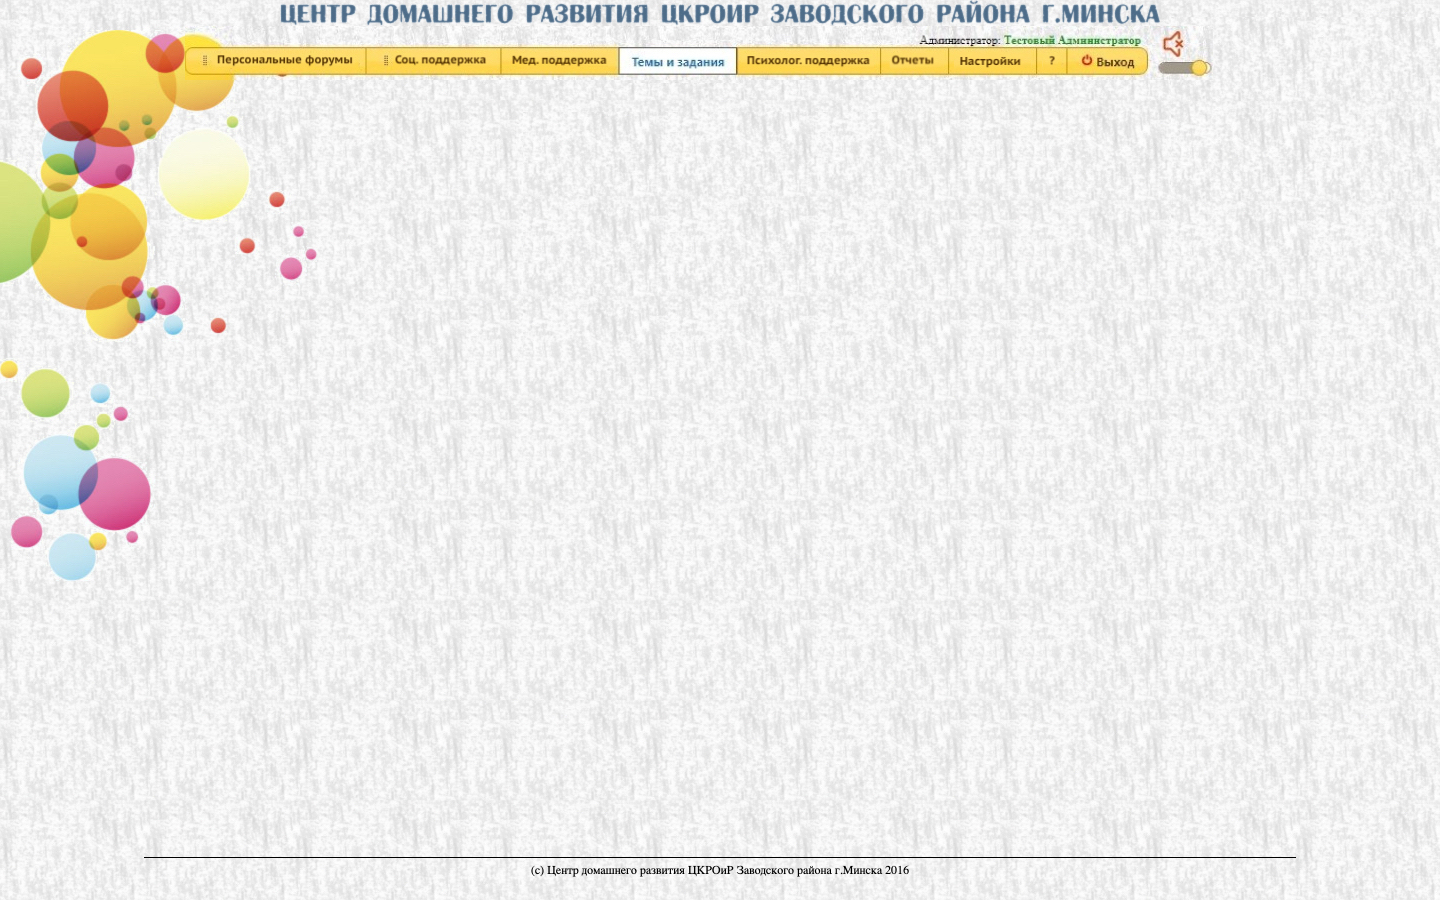 ЦЕНТР ДОМАШНЕГО РАЗВИТИЯ ЦКРОИР ЗАВОДСКОГО РАЙОНА Г.МИНСКА
Администратор: Тестовый Администратор
Персональные форумы Соц. поддержка Мед. поддержка Темы и задания Психолог. поддержка Отчеты Настройки ? Выход
(с) Центр домашнего развития ЦКРОиР Заводского района г.Минска 2016